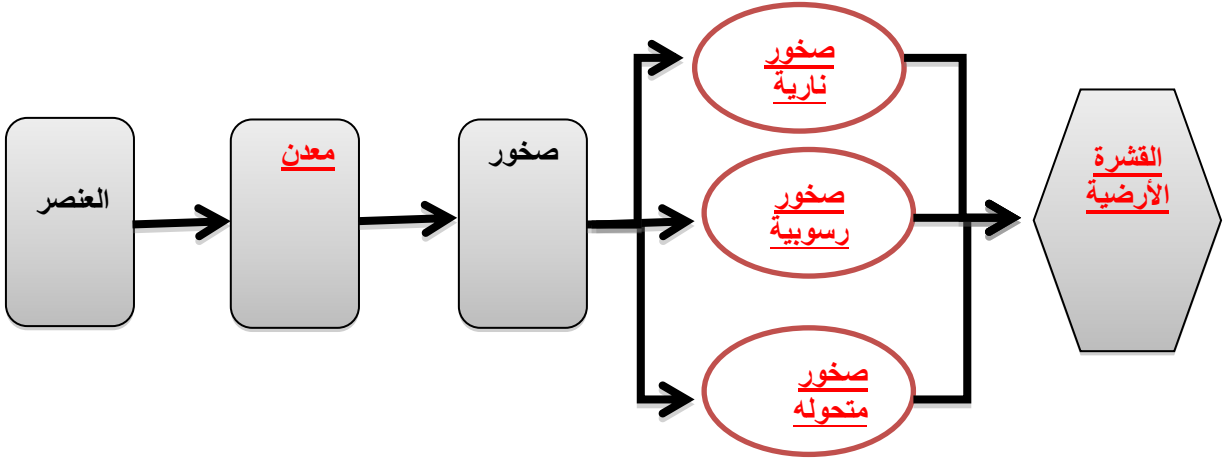 العنصر
معدن
صخور
صخور
نارية
صخور
رسوبية
صخور
متحوله
القشرة
الأرضية